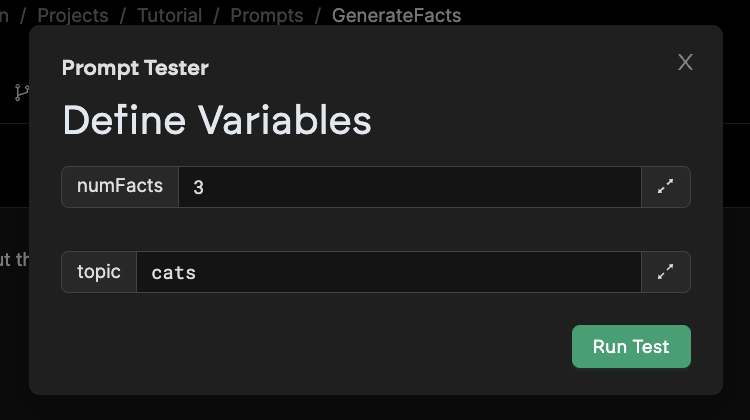 n / Projects / Tutorial / Prompts / GenerateFacts
Prompt Tester
X
Define Variables
numFacts 3
ut th
topic cats
Run Test